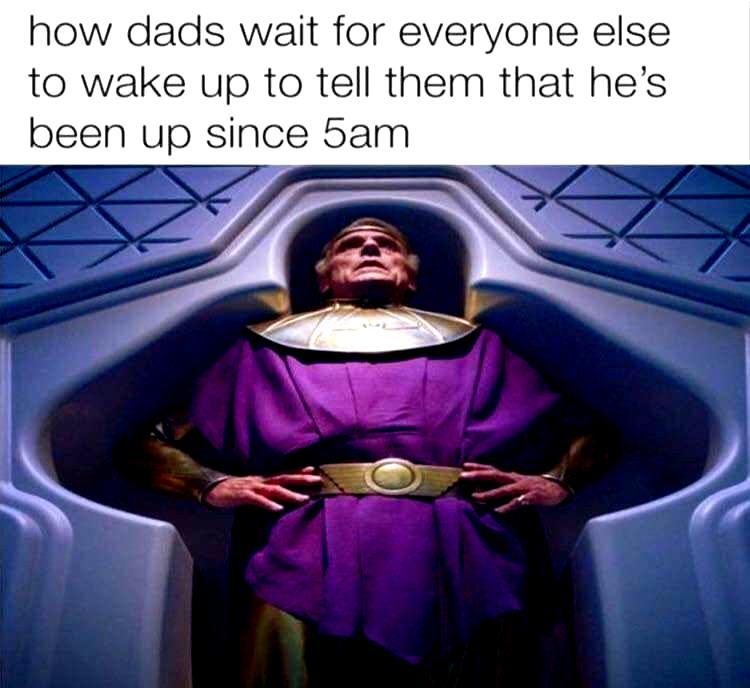 how dads wait for everyone else
to wake up to tell them that he's
been up since 5am